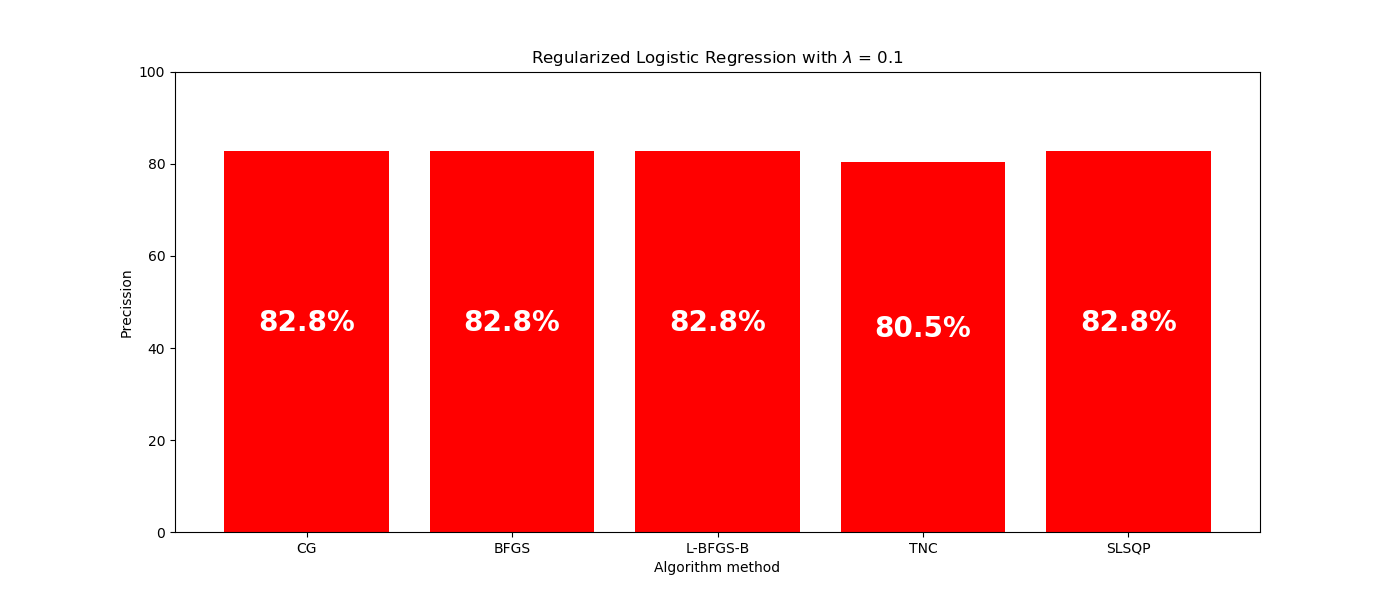 Regularized Logistic Regression with λ = 0.1
100
80
60
40
20
0
Precission
82.8%
82.8%
82.8%
80.5%
82.8%
CG
BFGS
L-BFGS-B
TNC
SLSQP
Algorithm method